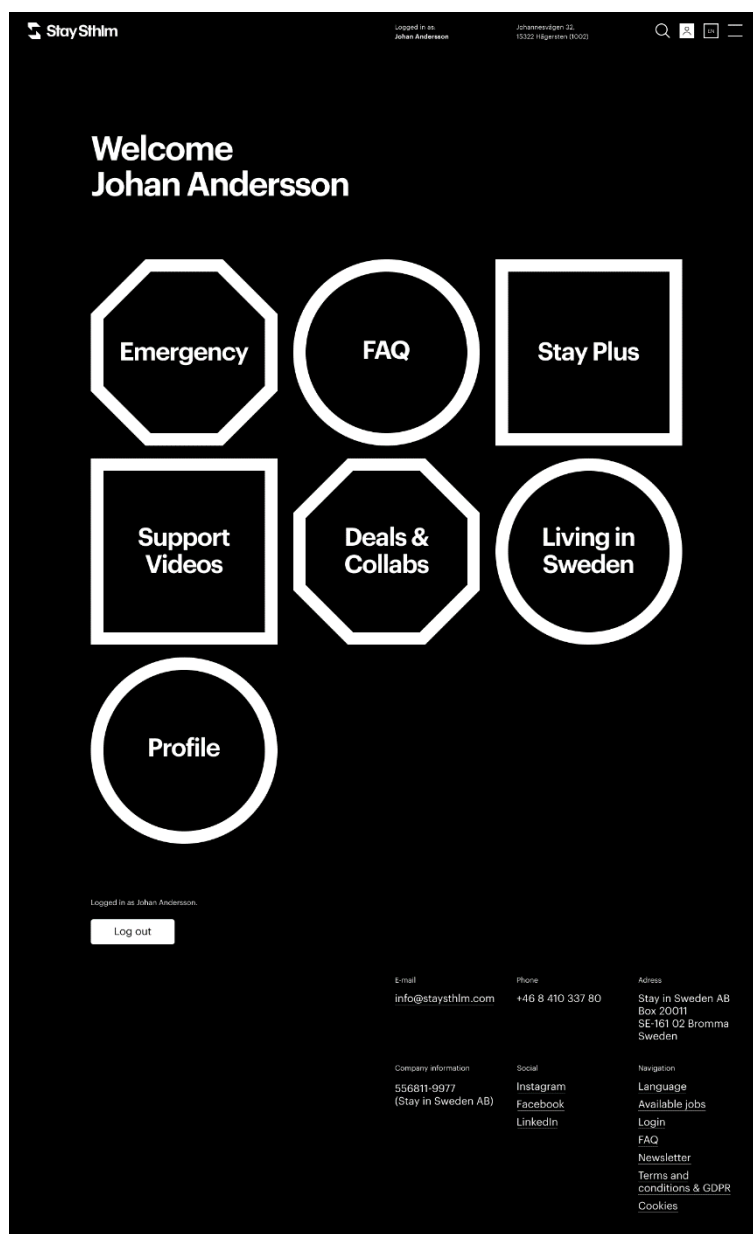 Stay Sthlm
Logged in as:
Johan Andersson
Johannesvägen 32,
15322 Hägersten (1002)
EN
Welcome
Johan Andersson
Emergency
FAQ
Stay Plus
Support
Videos
Deals &
Collabs
Living in
Sweden
Profile
Logged in as Johan Andersson.
Log out
E-mail
info@staysthlm.com
Phone
+46 8 410 337 80
Adress
Stay in Sweden AB
Box 20011
SE-161 02 Bromma
Sweden
Company information
556811-9977
(Stay in Sweden AB)
Social
Instagram
Facebook
LinkedIn
Navigation
Language
Available jobs
Login
FAQ
Newsletter
Terms and
conditions & GDPR
Cookies